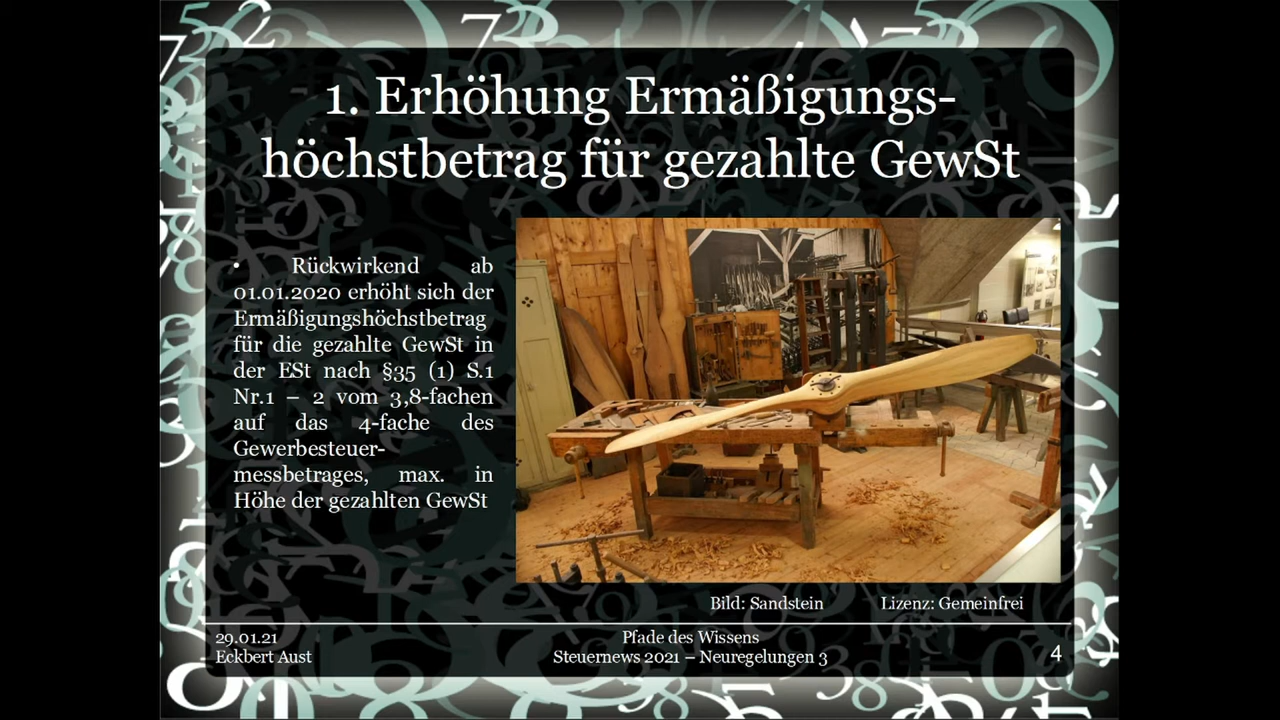 1. Erhöhung Ermäßigungs-
höchstbetrag für gezahlte GewSt
• Rückwirkend ab
01.01.2020 erhöht sich der
Ermäßigungshöchstbetrag
für die gezahlte GewSt in
der ESt nach §35 (1) S.1
Nr.1 – 2 vom 3,8-fachen
auf das 4-fache des
Gewerbesteuer-
messbetrages, max. in
Höhe der gezahlten GewSt
Bild: Sandstein Lizenz: Gemeinfrei
29.01.21
Eckbert Aust
Pfade des Wissens
Steuernews 2021 – Neuregelungen 3
4